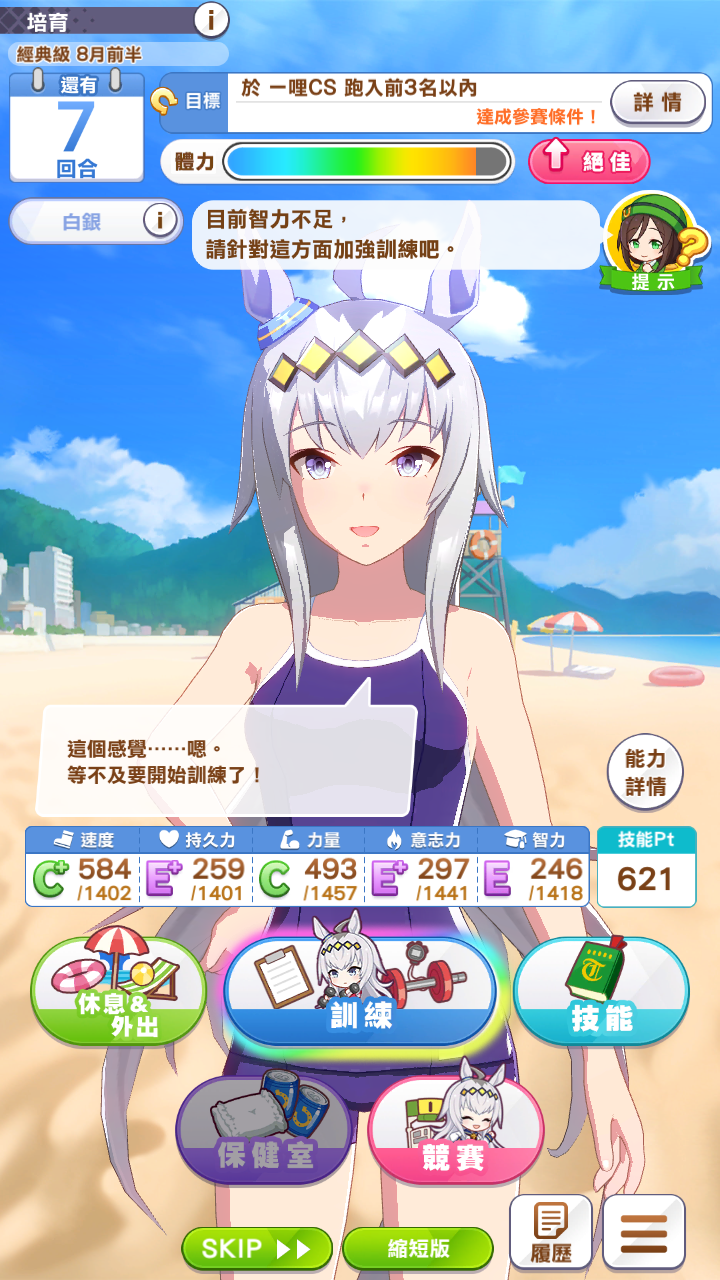 培育
i
經典級 8月前半
還有
7
回合
目標
於 一哩CS 跑入前3名以內
達成參賽條件！
詳情
體力
絕佳
白銀
i
目前智力不足，
請針對這方面加強訓練吧。
提示
這個感覺……嗯。
等不及要開始訓練了！
能力
詳情
速度 持久力 力量 意志力 智力 技能Pt
C+ 584 E+ 259 C 493 E+ 297 E 246 621
/1402 /1401 /1457 /1441 /1418
休息&
外出
訓練
技能
保健室
競賽
SKIP
縮短版
履歷